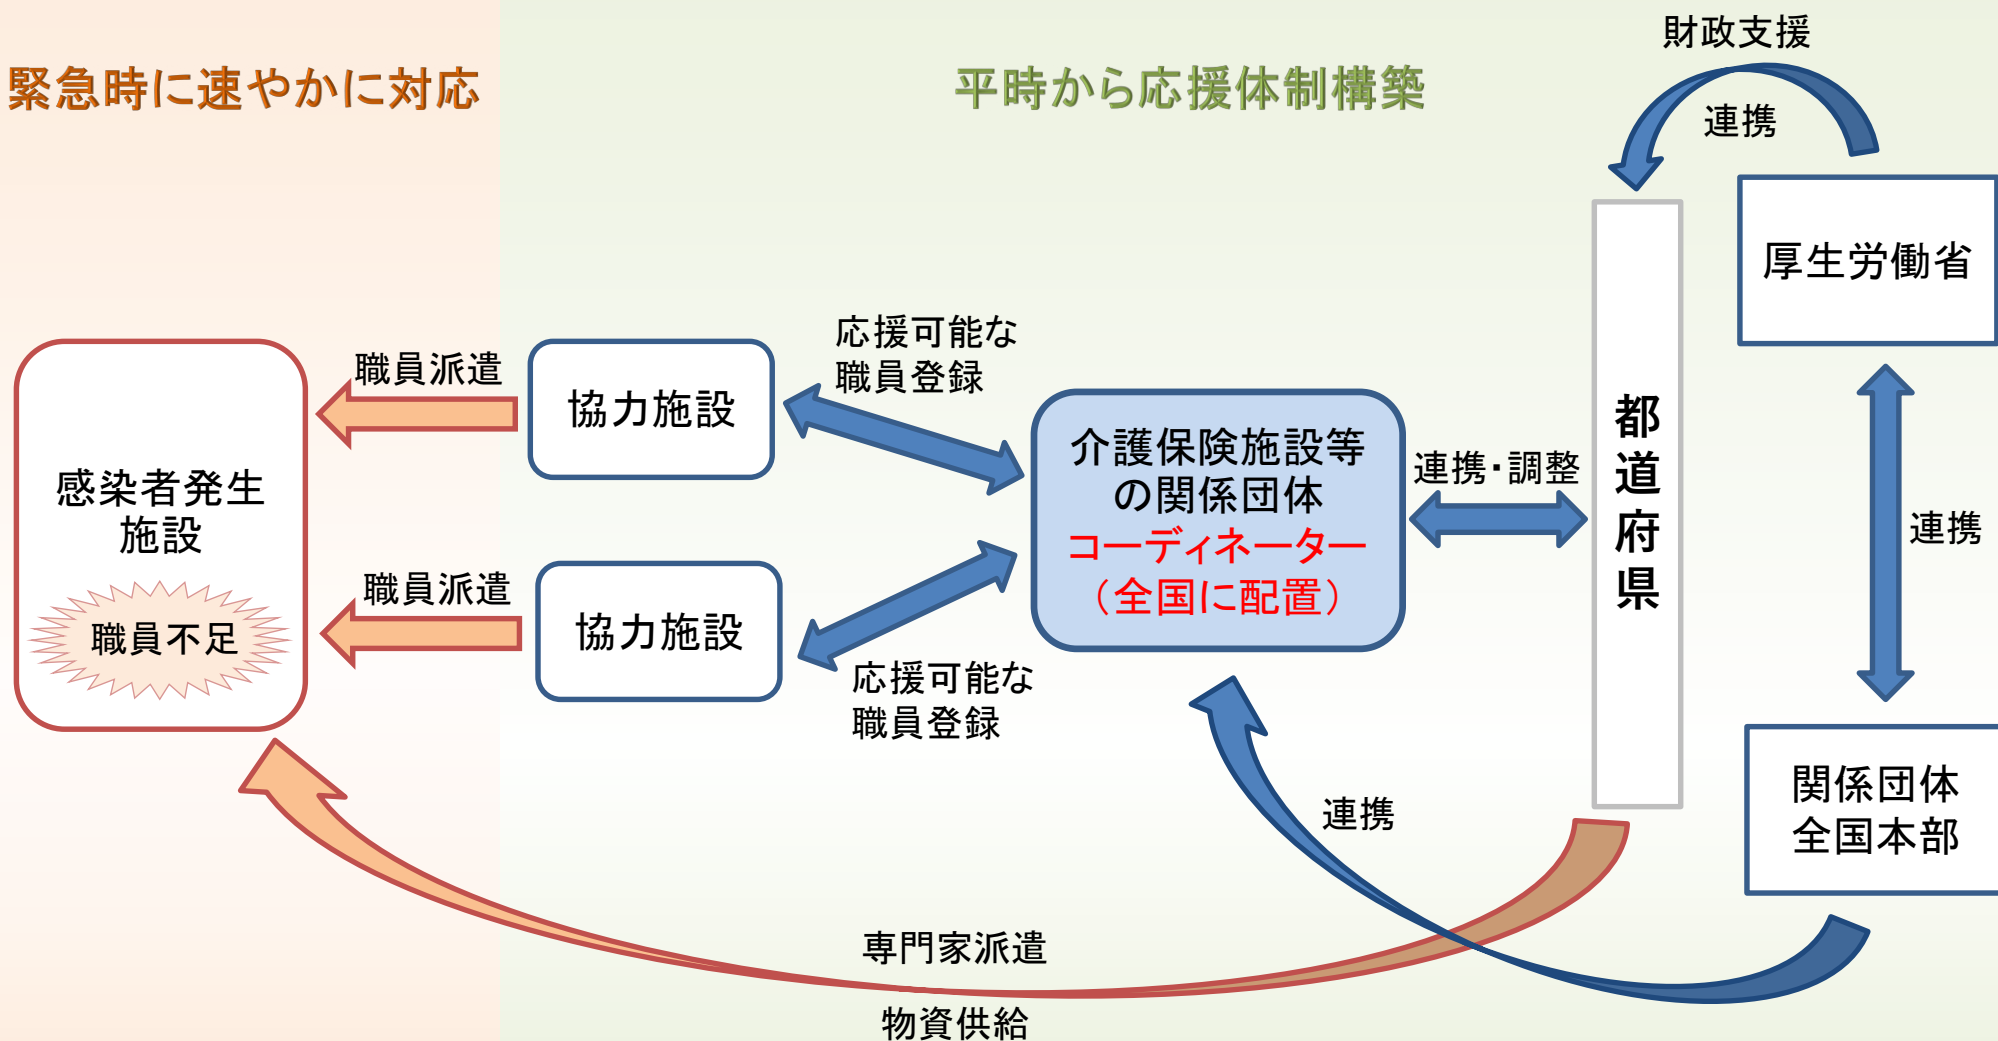 緊急時に速やかに対応
平時から応援体制構築
財政支援
連携
厚生労働省
連携
関係団体
全国本部
都道府県
連携・調整
介護保険施設等
の関係団体
コーディネーター
（全国に配置）
応援可能な
職員登録
応援可能な
職員登録
協力施設
協力施設
職員派遣
職員派遣
感染者発生
施設
職員不足
連携
専門家派遣
物資供給